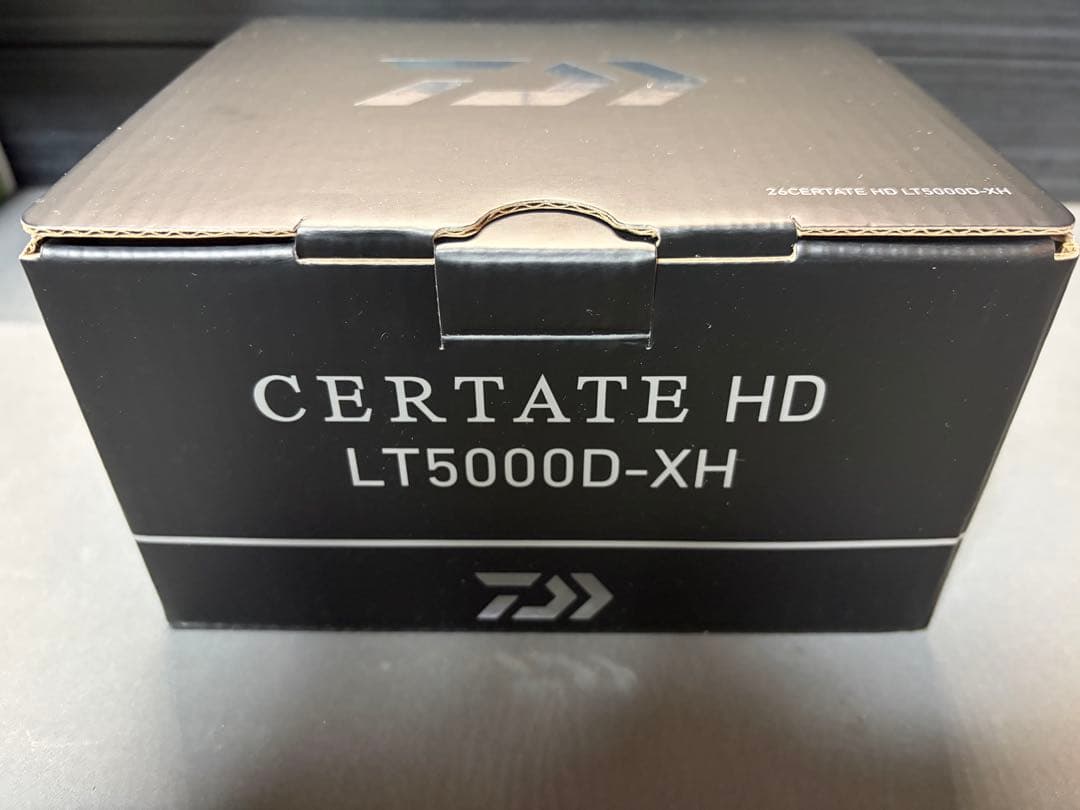 26CERTATE HD LT5000D-XH
CERTATE HD
LT5000D-XH